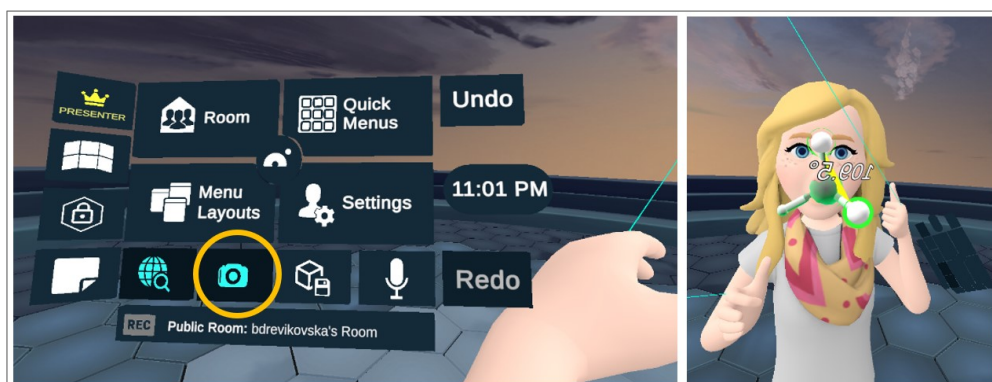 PRESENTER
Room
Quick
Menus
Undo
Menu
Layouts
Settings
11:01 PM
Redo
REC
Public Room: bdrevikovska's Room
109.5°